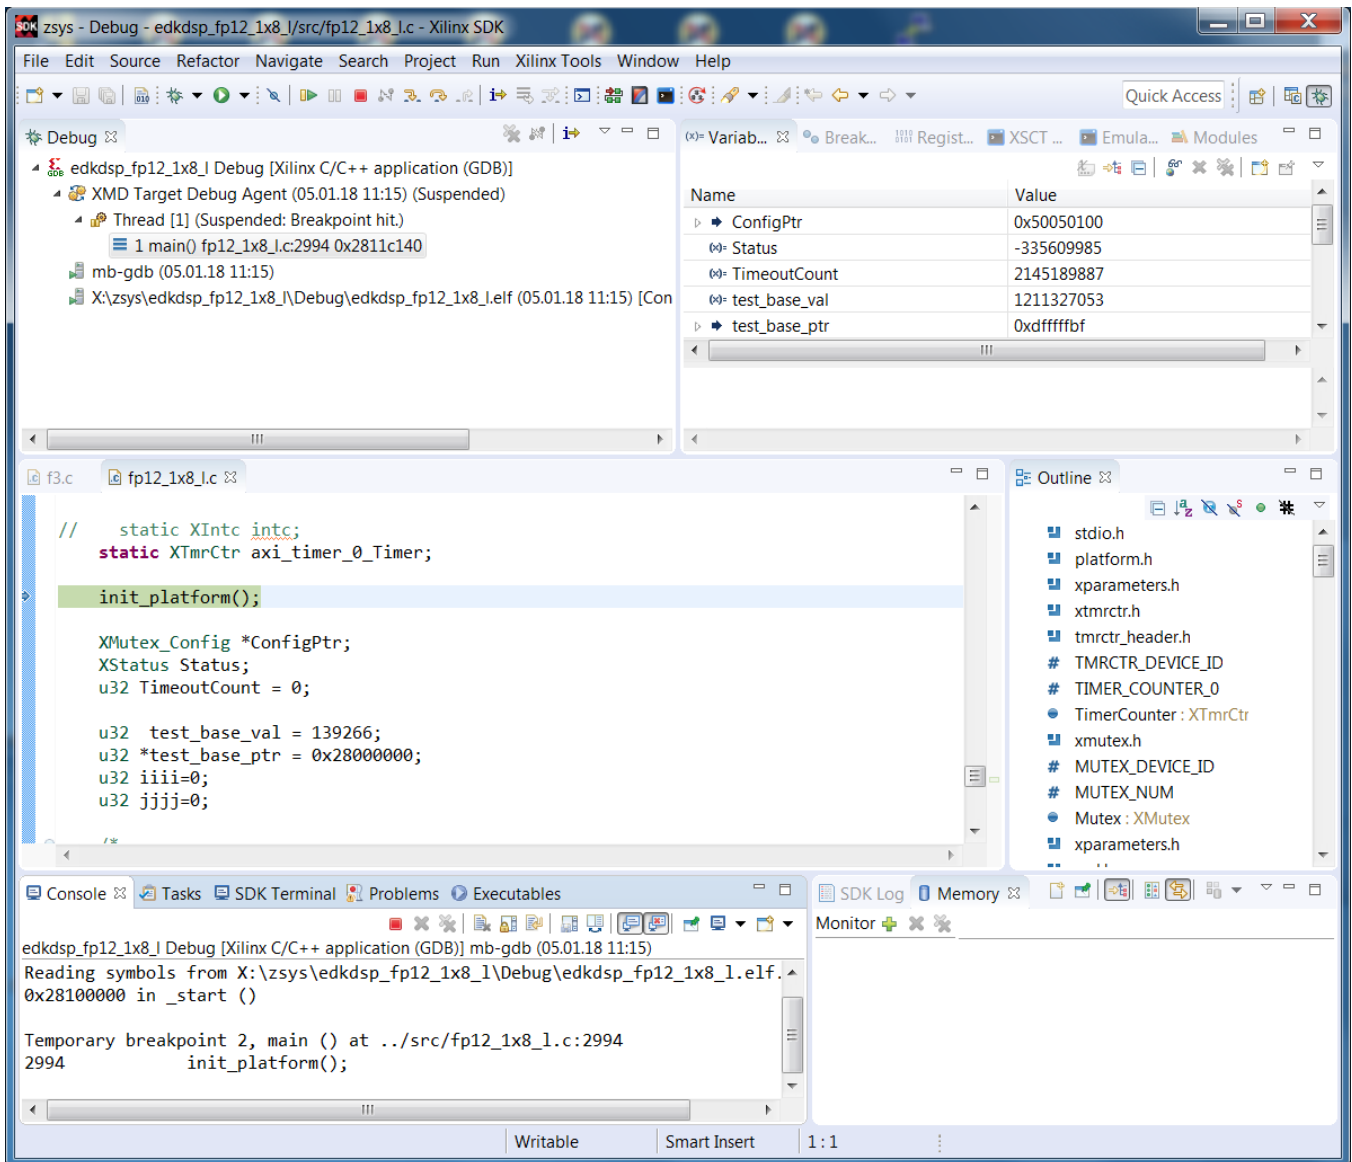 SDK zsys - Debug - edkdsp_fp12_1x8_l/src/fp12_1x8_l.c - Xilinx SDK
File Edit Source Refactor Navigate Search Project Run Xilinx Tools Window Help
Quick Access
Debug
edkdsp_fp12_1x8_l Debug [Xilinx C/C++ application (GDB)]
XMD Target Debug Agent (05.01.18 11:15) (Suspended)
Thread [1] (Suspended: Breakpoint hit.)
1 main() fp12_1x8_l.c:2994 0x2811c140
mb-gdb (05.01.18 11:15)
X:\zsys\edkdsp_fp12_1x8_l\Debug\edkdsp_fp12_1x8_l.elf (05.01.18 11:15) [Con
(x)= Variab... Break... Regist... XSCT ... Emula... Modules
Name Value
ConfigPtr 0x50050100
(x)= Status -335609985
(x)= TimeoutCount 2145189887
(x)= test_base_val 1211327053
test_base_ptr 0xdfffffbf
f3.c fp12_1x8_l.c
//    static XIntc intc;
static XTmrCtr axi_timer_0_Timer;
init_platform();
XMutex_Config *ConfigPtr;
XStatus Status;
u32 TimeoutCount = 0;
u32  test_base_val = 139266;
u32 *test_base_ptr = 0x28000000;
u32 iiii=0;
u32 jjjj=0;
/*
Outline
stdio.h
platform.h
xparameters.h
xtmrctr.h
tmrctr_header.h
# TMRCTR_DEVICE_ID
# TIMER_COUNTER_0
TimerCounter : XTmrCtr
xmutex.h
# MUTEX_DEVICE_ID
# MUTEX_NUM
Mutex : XMutex
xparameters.h
Console Tasks SDK Terminal Problems Executables
edkdsp_fp12_1x8_l Debug [Xilinx C/C++ application (GDB)] mb-gdb (05.01.18 11:15)
Reading symbols from X:\zsys\edkdsp_fp12_1x8_l\Debug\edkdsp_fp12_1x8_l.elf.
0x28100000 in _start ()
Temporary breakpoint 2, main () at ../src/fp12_1x8_l.c:2994
2994 init_platform();
SDK Log Memory
Monitor
Writable Smart Insert 1 : 1